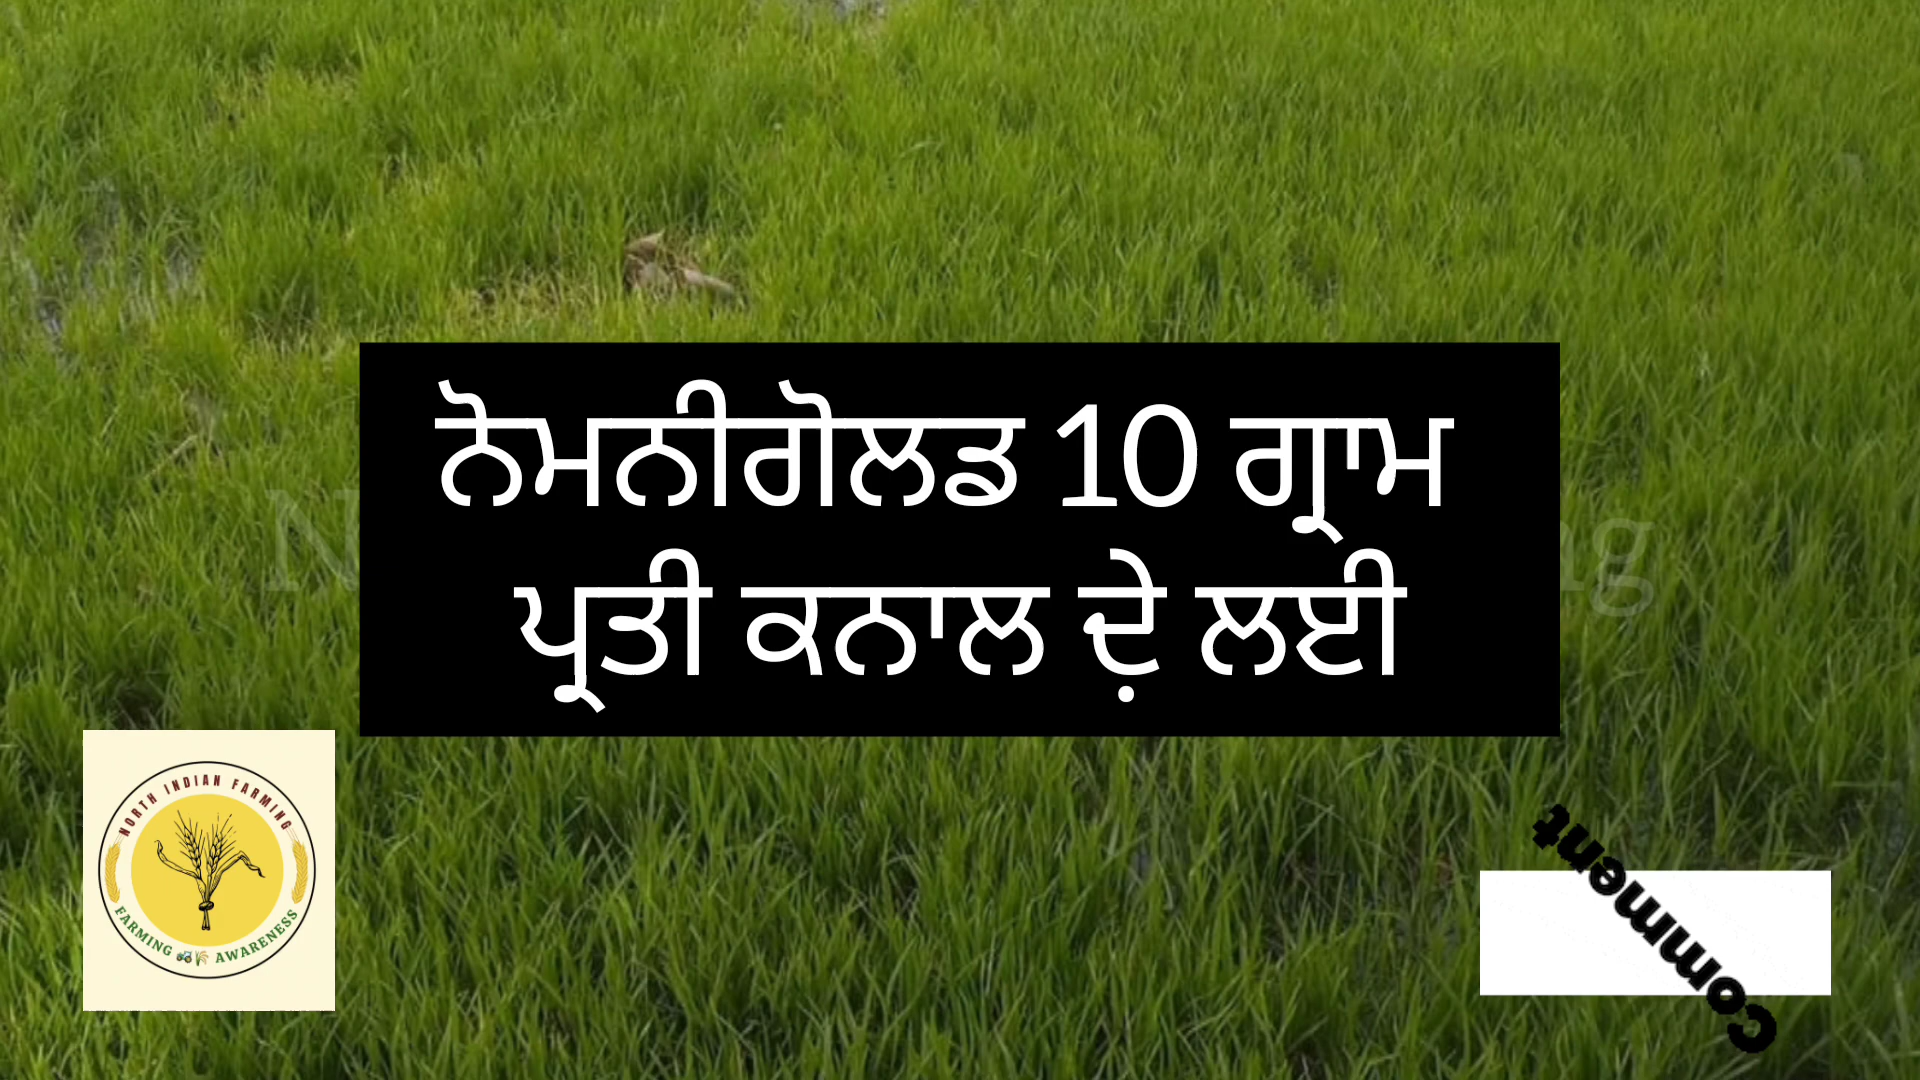 ਨੋਮਨੀਗੋਲਡ 10 ਗ੍ਰਾਮ
ਪ੍ਰਤੀ ਕਨਾਲ ਦੇ਼ ਲਈ
NORTH INDIAN FARMING
FARMING AWARENESS
Comment